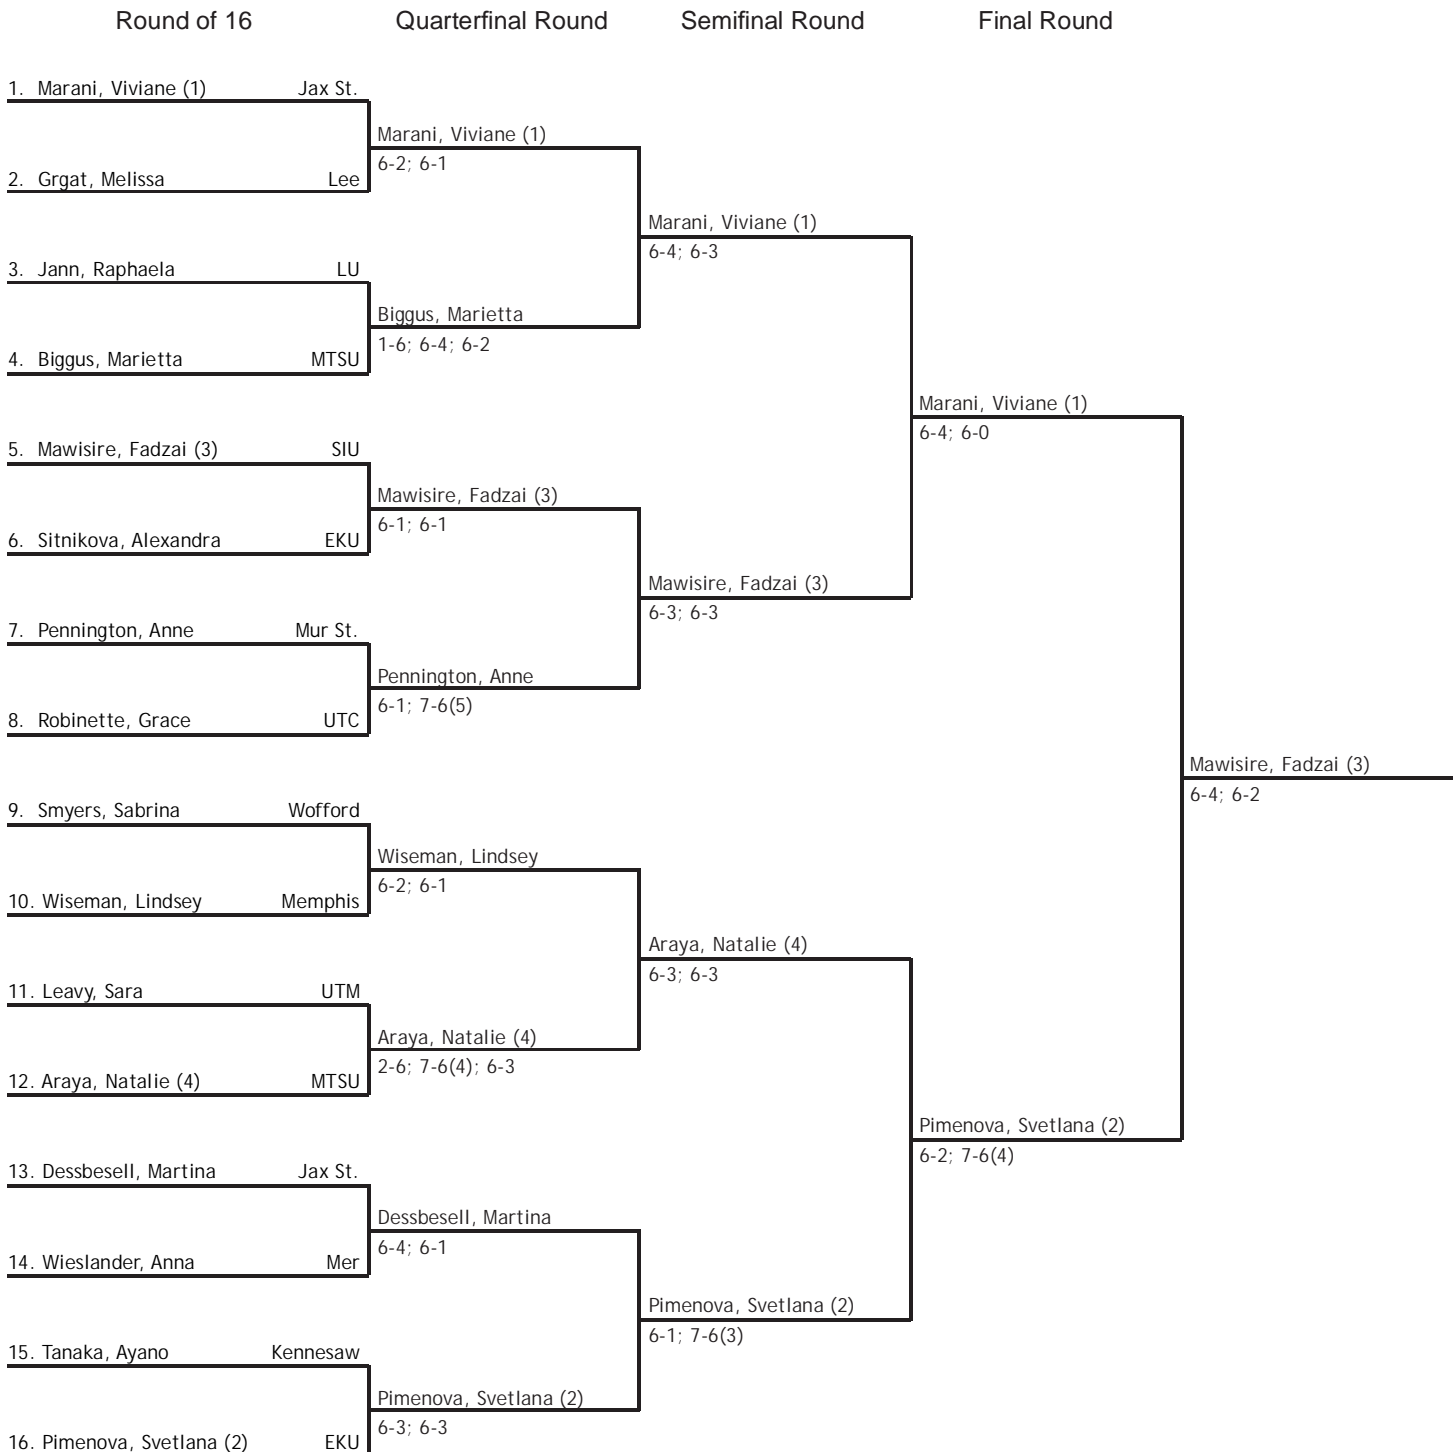 Round of 16 Quarterfinal Round Semifinal Round Final Round
1. Marani, Viviane (1) Jax St.
Marani, Viviane (1)
6-2; 6-1
2. Grgat, Melissa Lee
Marani, Viviane (1)
6-4; 6-3
3. Jann, Raphaela LU
Biggus, Marietta
1-6; 6-4; 6-2
4. Biggus, Marietta MTSU
Marani, Viviane (1)
6-4; 6-0
5. Mawisire, Fadzai (3) SIU
Mawisire, Fadzai (3)
6-1; 6-1
6. Sitnikova, Alexandra EKU
Mawisire, Fadzai (3)
6-3; 6-3
7. Pennington, Anne Mur St.
Pennington, Anne
6-1; 7-6(5)
8. Robinette, Grace UTC
Mawisire, Fadzai (3)
6-4; 6-2
9. Smyers, Sabrina Wofford
Wiseman, Lindsey
6-2; 6-1
10. Wiseman, Lindsey Memphis
Araya, Natalie (4)
6-3; 6-3
11. Leavy, Sara UTM
Araya, Natalie (4)
2-6; 7-6(4); 6-3
12. Araya, Natalie (4) MTSU
Pimenova, Svetlana (2)
6-2; 7-6(4)
13. Dessbesell, Martina Jax St.
Dessbesell, Martina
6-4; 6-1
14. Wieslander, Anna Mer
Pimenova, Svetlana (2)
6-1; 7-6(3)
15. Tanaka, Ayano Kennesaw
Pimenova, Svetlana (2)
6-3; 6-3
16. Pimenova, Svetlana (2) EKU